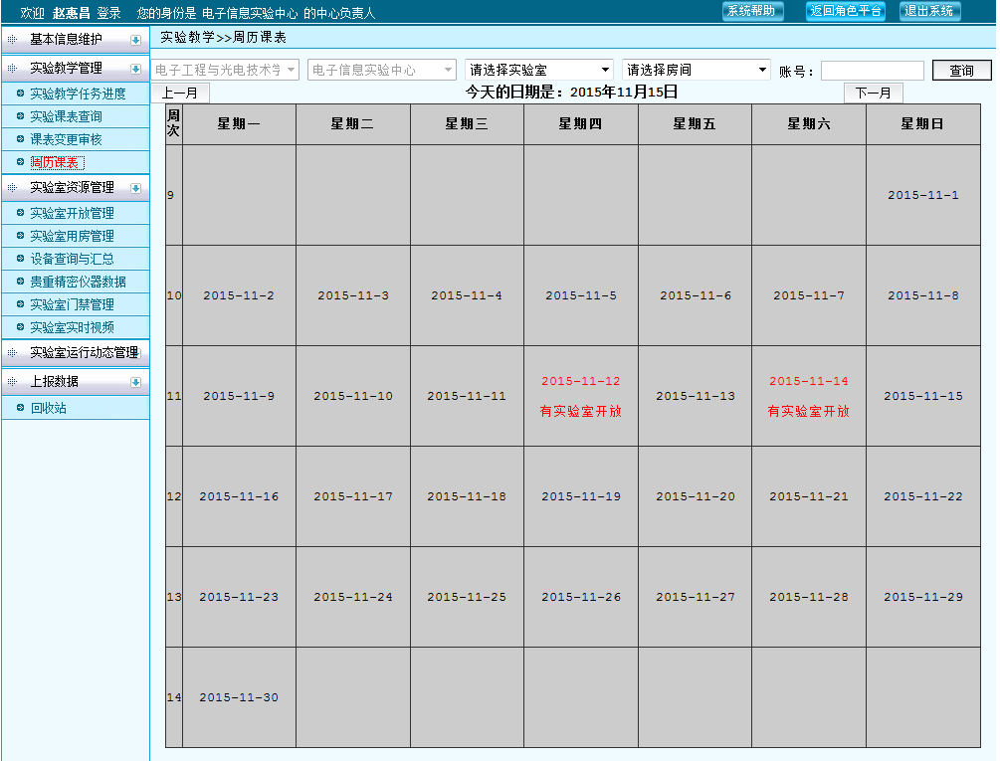 欢迎 赵惠昌 登录 您的身份是 电子信息实验中心 的中心负责人 系统帮助 返回角色平台 退出系统
基本信息维护
实验教学管理
实验教学任务进度
实验课表查询
课表变更审核
周历课表
实验室资源管理
实验室开放管理
实验室用房管理
设备查询与汇总
贵重精密仪器数据
实验室门禁管理
实验室实时视频
实验室运行动态管理
上报数据
回收站
实验教学>>周历课表
电子工程与光电技术学 电子信息实验中心 请选择实验室 请选择房间 账号： 查询
上一月 今天的日期是：2015年11月15日 下一月
周次 星期一 星期二 星期三 星期四 星期五 星期六 星期日
9 2015-11-1
10 2015-11-2 2015-11-3 2015-11-4 2015-11-5 2015-11-6 2015-11-7 2015-11-8
11 2015-11-9 2015-11-10 2015-11-11 2015-11-12 有实验室开放 2015-11-13 2015-11-14 有实验室开放 2015-11-15
12 2015-11-16 2015-11-17 2015-11-18 2015-11-19 2015-11-20 2015-11-21 2015-11-22
13 2015-11-23 2015-11-24 2015-11-25 2015-11-26 2015-11-27 2015-11-28 2015-11-29
14 2015-11-30